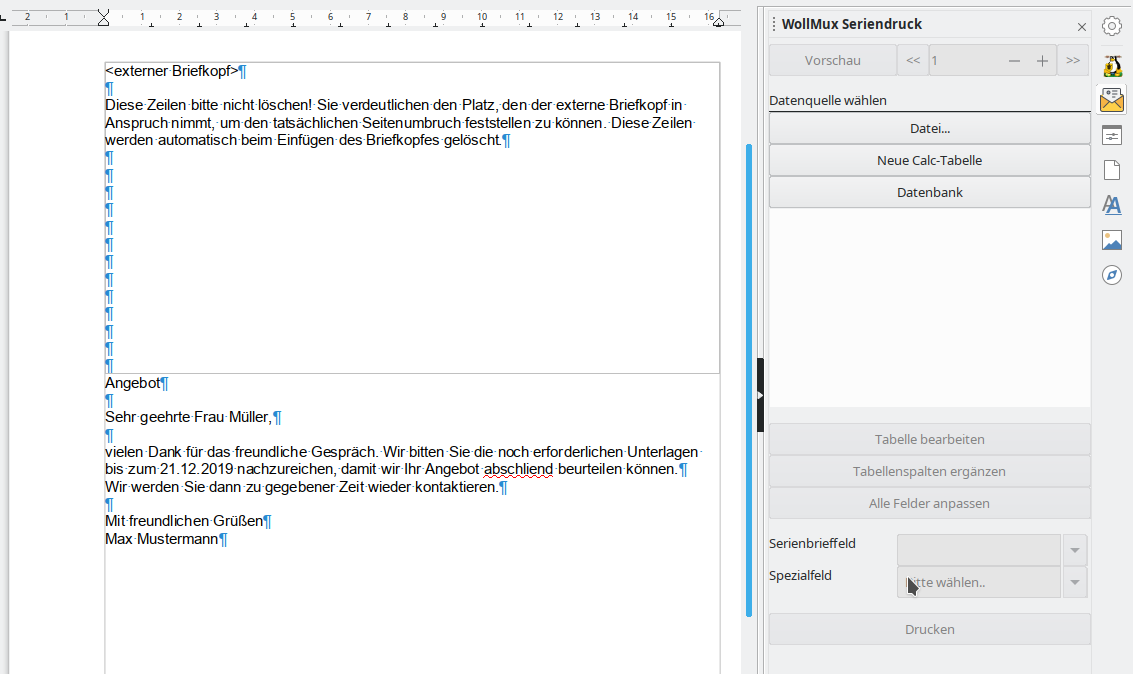 2 1 1 2 3 4 5 6 7 8 9 10 11 12 13 14 15 16
<externer Briefkopf>¶
¶
Diese Zeilen bitte nicht löschen! Sie verdeutlichen den Platz, den der externe Briefkopf in
Anspruch nimmt, um den tatsächlichen Seitenumbruch feststellen zu können. Diese Zeilen
werden automatisch beim Einfügen des Briefkopfes gelöscht.¶
¶
¶
¶
¶
¶
¶
¶
¶
¶
¶
¶
¶
¶
Angebot¶
¶
Sehr geehrte Frau Müller,¶
¶
vielen Dank für das freundliche Gespräch. Wir bitten Sie die noch erforderlichen Unterlagen
bis zum 21.12.2019 nachzureichen, damit wir Ihr Angebot abschliend beurteilen können.¶
Wir werden Sie dann zu gegebener Zeit wieder kontaktieren.¶
¶
Mit freundlichen Grüßen¶
Max Mustermann¶
WollMux Seriendruck
Vorschau << 1 − + >>
Datenquelle wählen
Datei...
Neue Calc-Tabelle
Datenbank
Tabelle bearbeiten
Tabellenspalten ergänzen
Alle Felder anpassen
Serienbrieffeld
Spezialfeld wählen..
Drucken